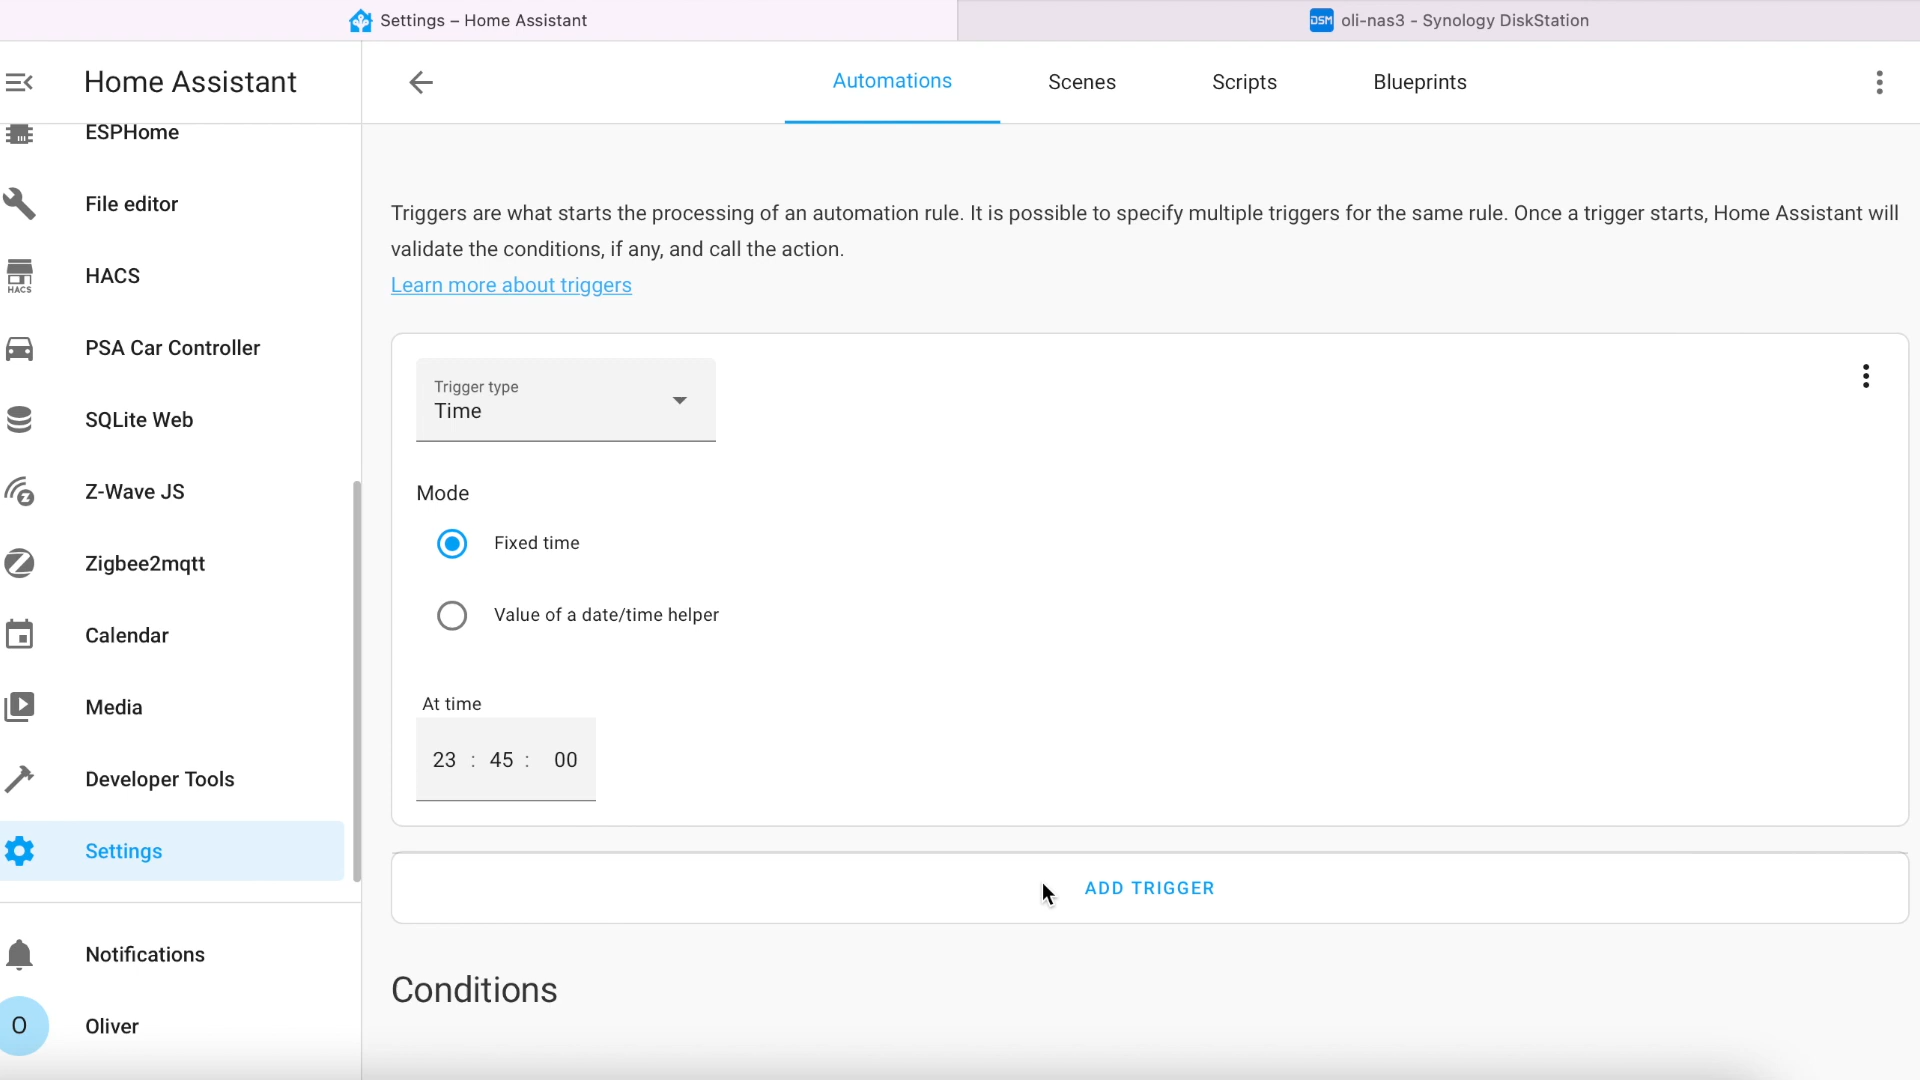 Settings – Home Assistant
DSM oli-nas3 - Synology DiskStation
Home Assistant
Automations
Scenes
Scripts
Blueprints
ESPHome
File editor
HACS
HACS
PSA Car Controller
SQLite Web
Z-Wave JS
Zigbee2mqtt
Calendar
Media
Developer Tools
Settings
Notifications
O
Oliver
Triggers are what starts the processing of an automation rule. It is possible to specify multiple triggers for the same rule. Once a trigger starts, Home Assistant will
validate the conditions, if any, and call the action.
Learn more about triggers
Trigger type
Time
Mode
Fixed time
Value of a date/time helper
At time
23 : 45 : 00
ADD TRIGGER
Conditions